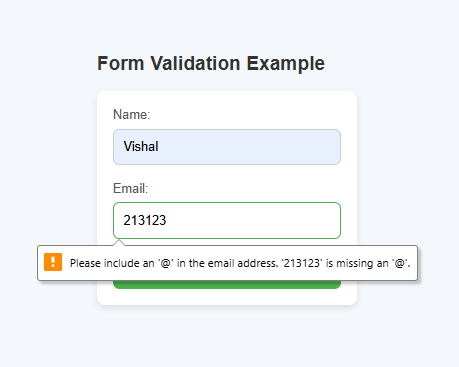 Form Validation Example
Name:
Vishal
Email:
213123
Please include an '@' in the email address. '213123' is missing an '@'.